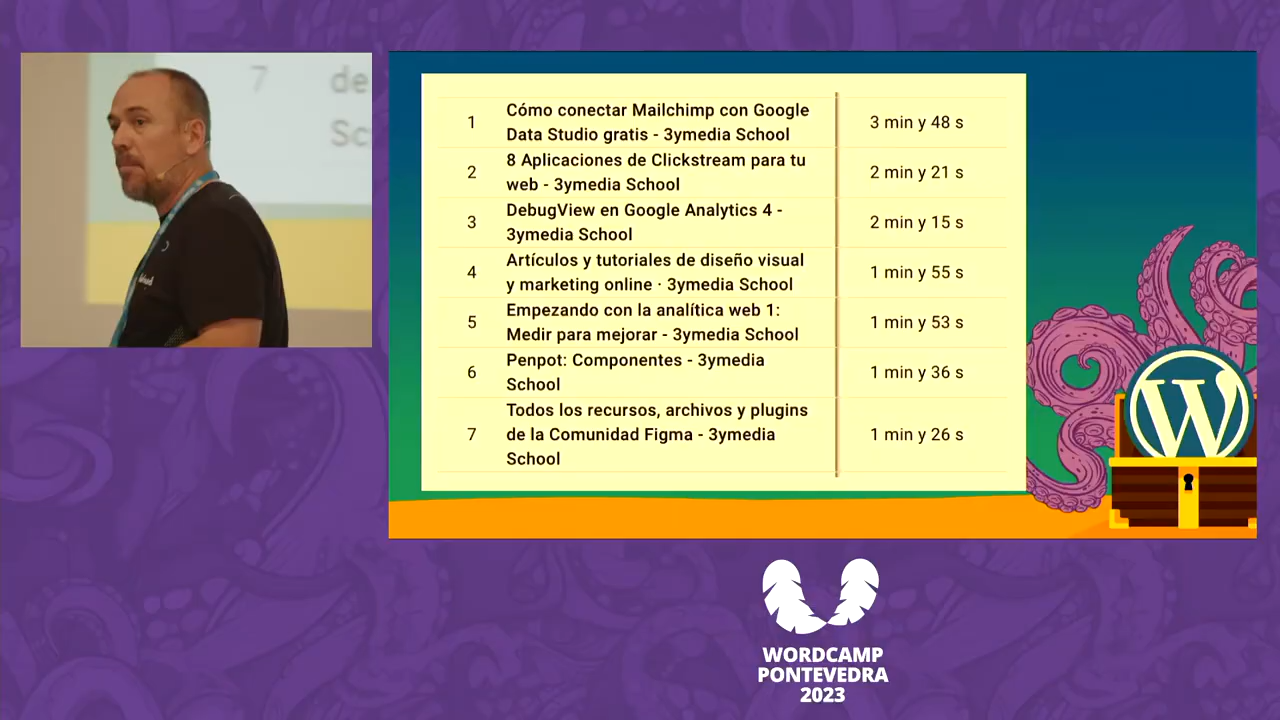 7
de
Sc
1
Cómo conectar Mailchimp con Google
Data Studio gratis - 3ymedia School
3 min y 48 s
2
8 Aplicaciones de Clickstream para tu
web - 3ymedia School
2 min y 21 s
3
DebugView en Google Analytics 4 -
3ymedia School
2 min y 15 s
4
Artículos y tutoriales de diseño visual
y marketing online · 3ymedia School
1 min y 55 s
5
Empezando con la analítica web 1:
Medir para mejorar - 3ymedia School
1 min y 53 s
6
Penpot: Componentes - 3ymedia
School
1 min y 36 s
7
Todos los recursos, archivos y plugins
de la Comunidad Figma - 3ymedia
School
1 min y 26 s
W
WORDCAMP
PONTEVEDRA
2023